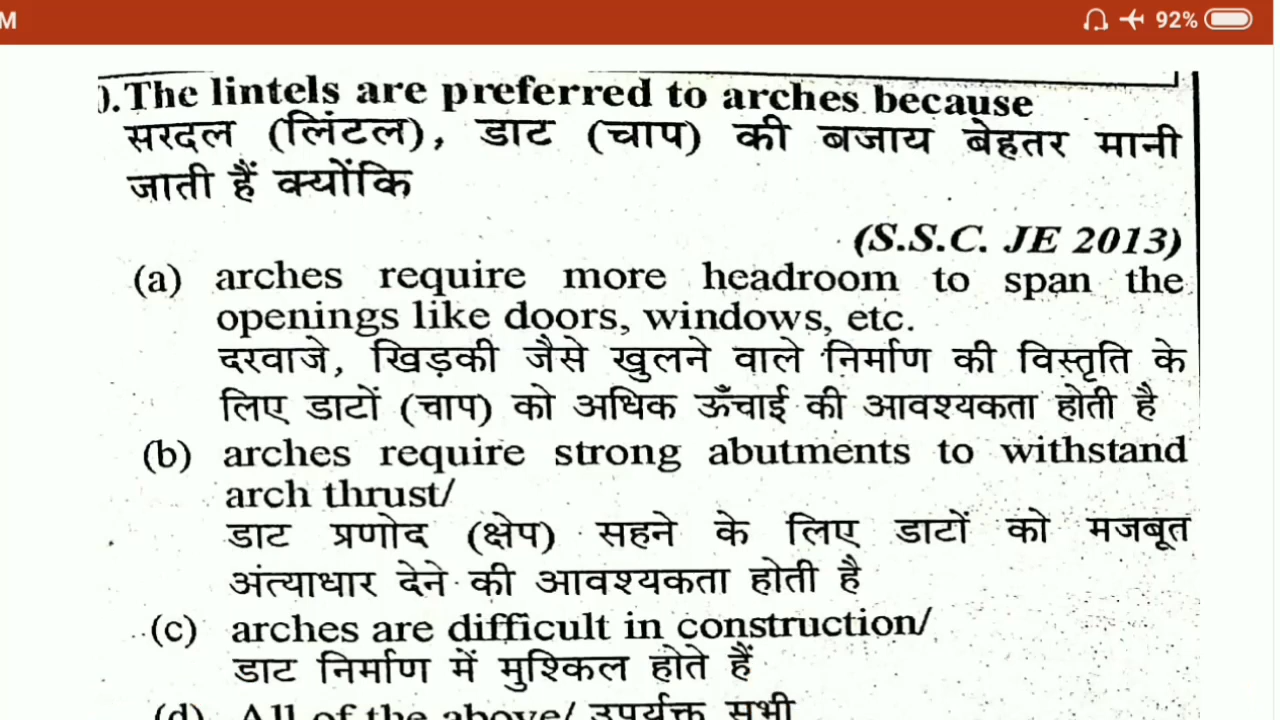 M
92%
).The lintels are preferred to arches because
सरदल (लिंटल), डाट (चाप) की बजाय बेहतर मानी
जाती हैं क्योंकि
(S.S.C. JE 2013)
(a) arches require more headroom to span the
openings like doors, windows, etc.
दरवाजे, खिड़की जैसे खुलने वाले निर्माण की विस्तृति के
लिए डाटों (चाप) को अधिक ऊँचाई की आवश्यकता होती है
(b) arches require strong abutments to withstand
arch thrust/
डाट प्रणोद (क्षेप) सहने के लिए डाटों को मजबूत
अंत्याधार देने की आवश्यकता होती है
(c) arches are difficult in construction/
डाट निर्माण में मुश्किल होते हैं
(d) All of the above/ उपर्युक्त सभी